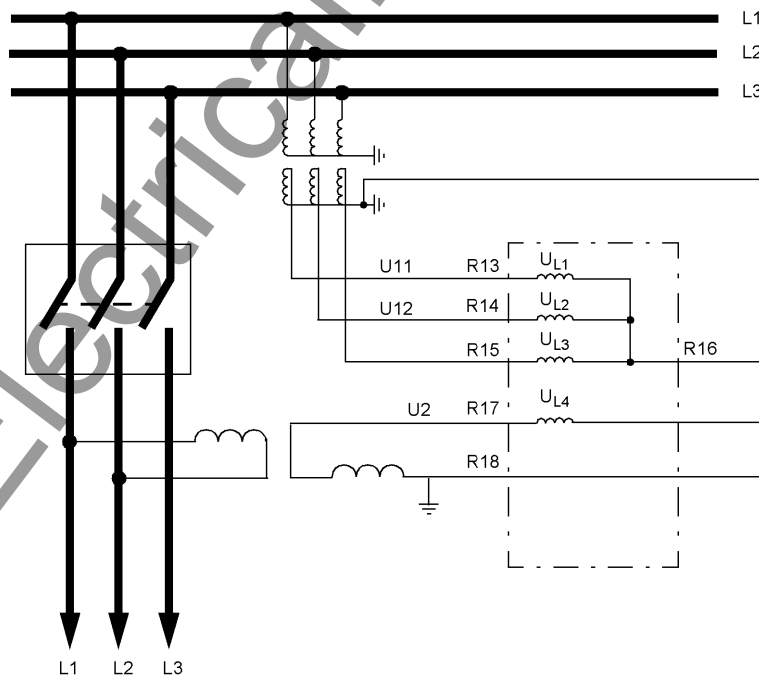 L1
L2
L3
U11 R13 UL1
U12 R14 UL2
R15 UL3 R16
U2 R17 UL4
R18
L1 L2 L3
Electrican